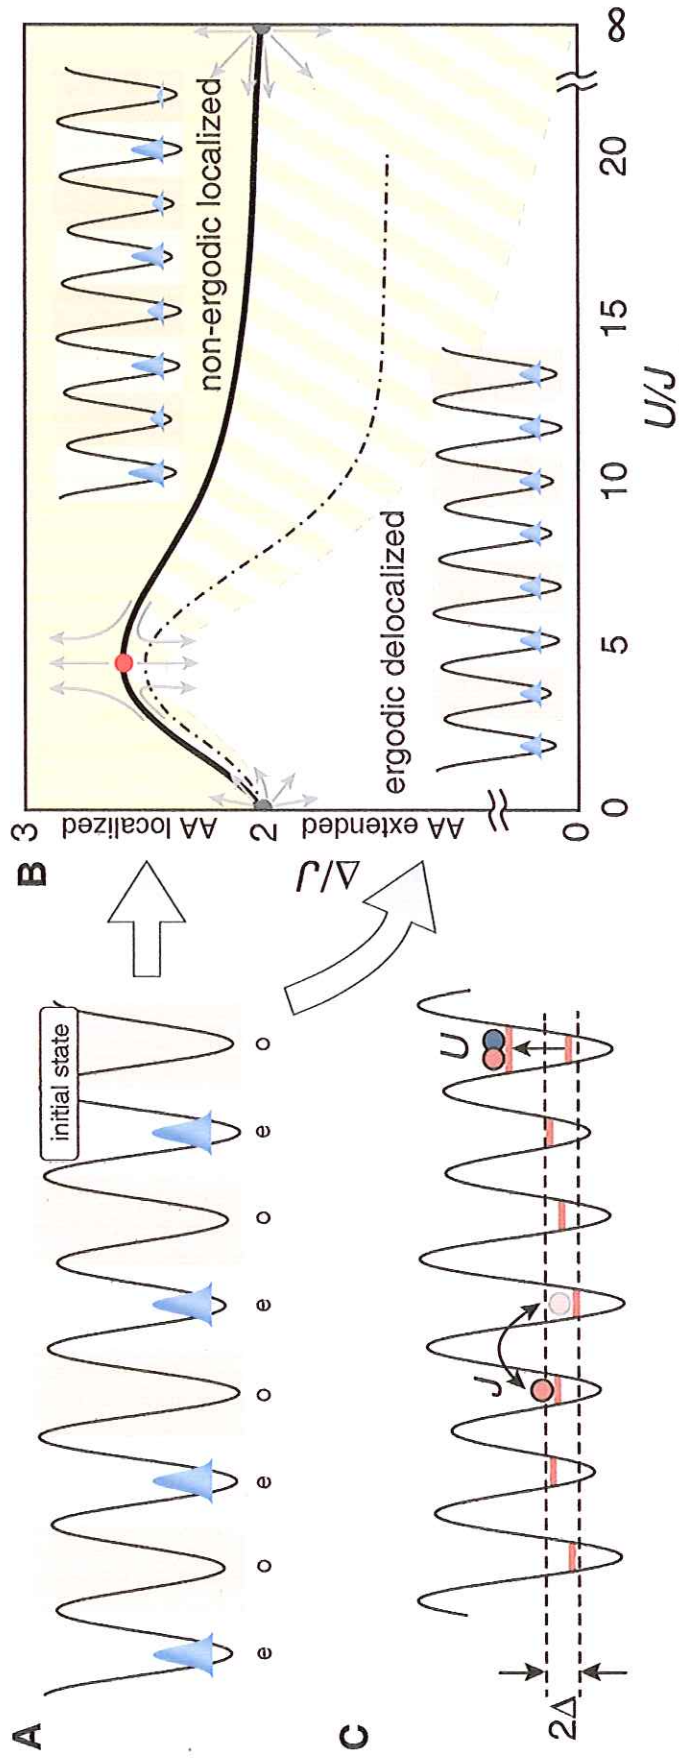 A
initial state
e o e o e o e o
B
3
AA localized
2
AA extended
0
Δ/J
non-ergodic localized
ergodic delocalized
0 5 10 15 20 ∞
U/J
C
2Δ
J
U